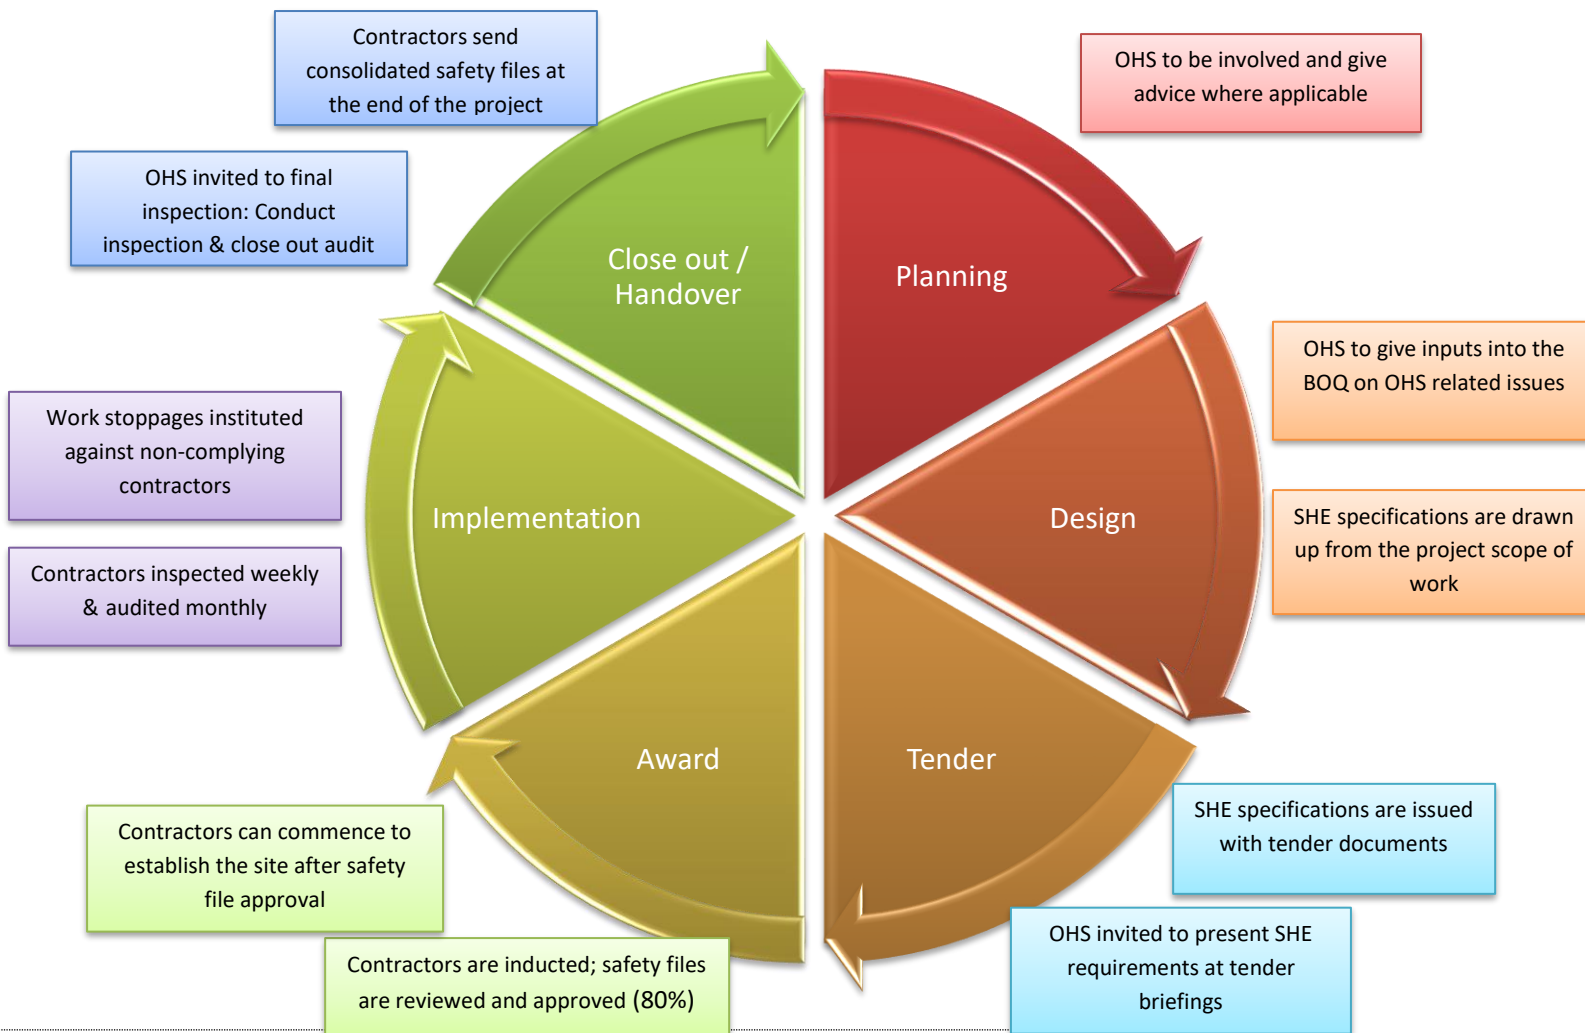 Contractors send
consolidated safety files at
the end of the project
OHS to be involved and give
advice where applicable
OHS invited to final
inspection: Conduct
inspection & close out audit
Close out /
Handover
Planning
OHS to give inputs into the
BOQ on OHS related issues
Work stoppages instituted
against non-complying
contractors
Implementation
Design
SHE specifications are drawn
up from the project scope of
work
Contractors inspected weekly
& audited monthly
Award
Tender
Contractors can commence to
establish the site after safety
file approval
SHE specifications are issued
with tender documents
Contractors are inducted; safety files
are reviewed and approved (80%)
OHS invited to present SHE
requirements at tender
briefings